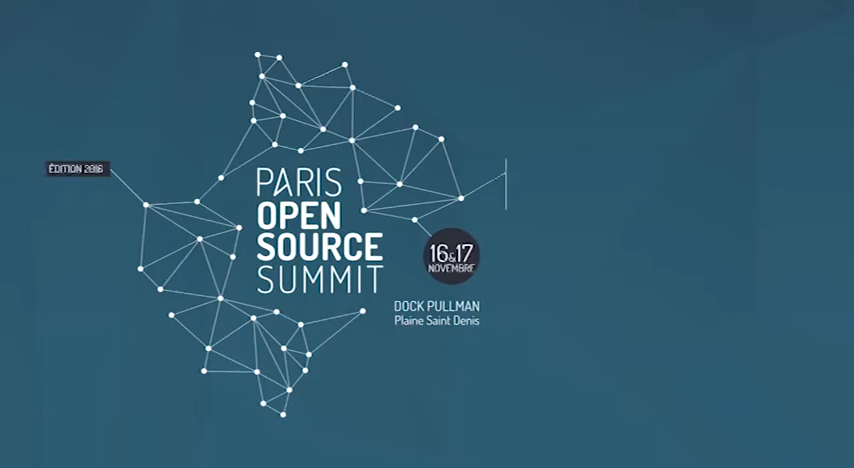 ÉDITION 2016
PARIS
OPEN
SOURCE
SUMMIT
16&17
NOVEMBRE
DOCK PULLMAN
Plaine Saint Denis